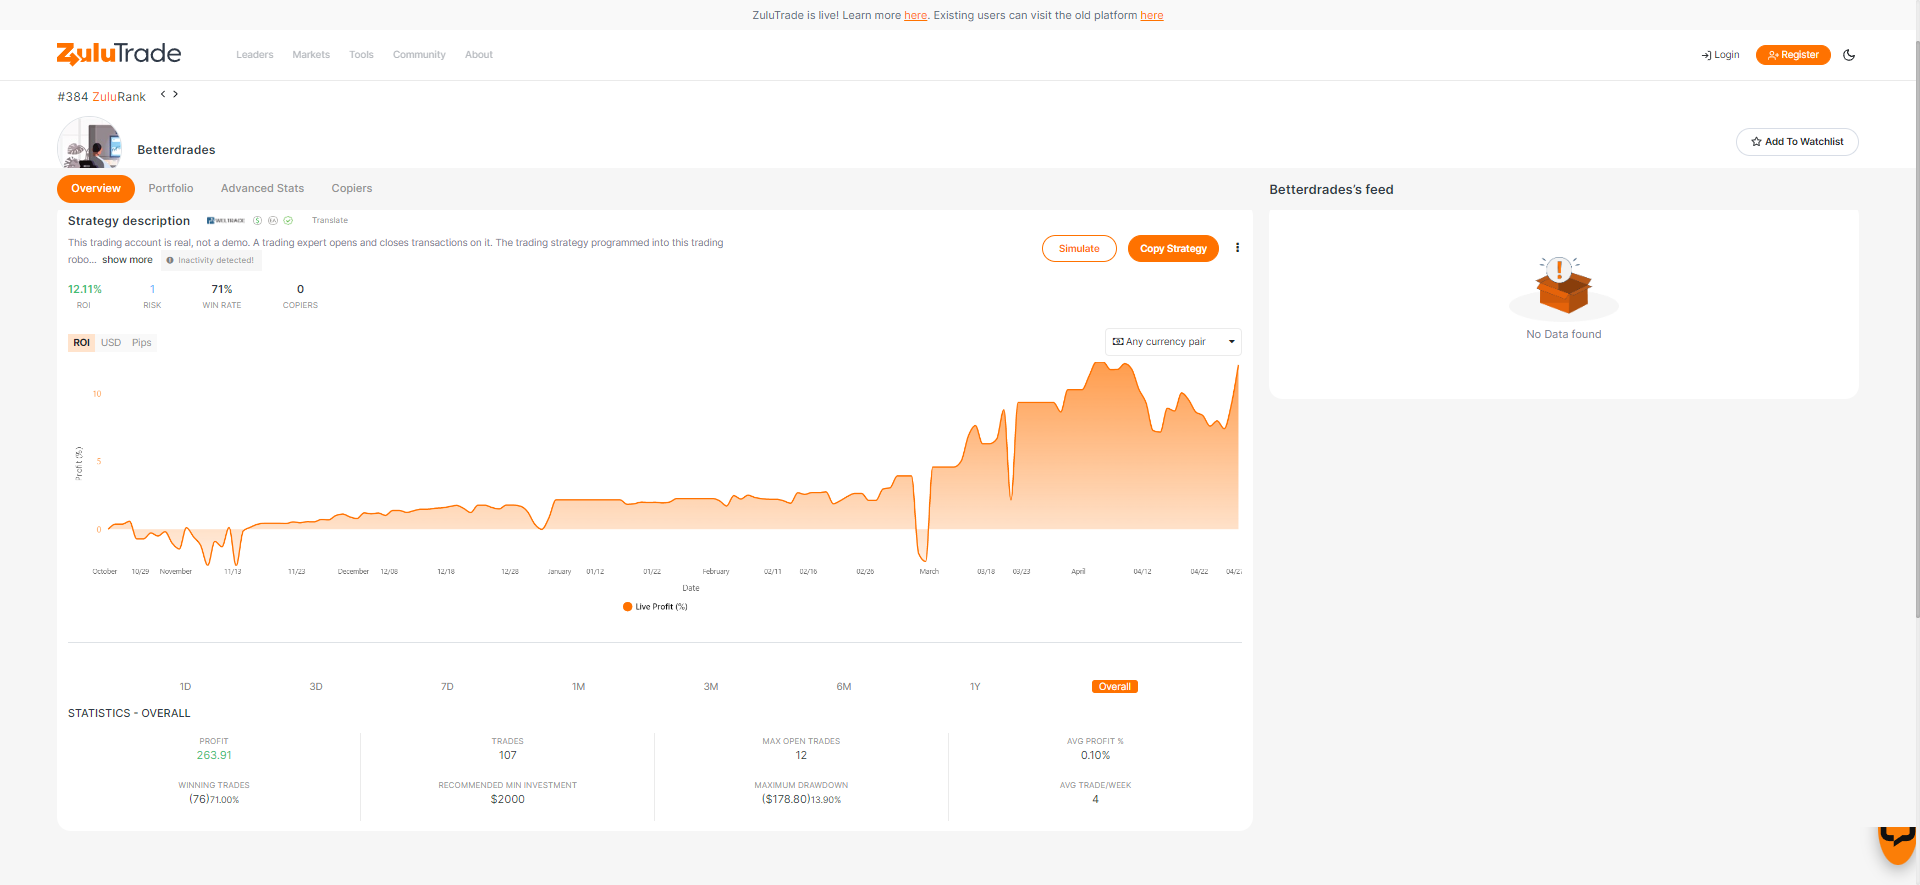 ZuluTrade is live! Learn more here. Existing users can visit the old platform here
ZuluTrade
Leaders Markets Tools Community About
Login Register
#384 ZuluRank
Betterdrades
Add To Watchlist
Overview Portfolio Advanced Stats Copiers
Betterdrades's feed
Strategy description Translate
This trading account is real, not a demo. A trading expert opens and closes transactions on it. The trading strategy programmed into this trading
robo... show more Inactivity detected!
Simulate Copy Strategy
12.11% 1 71% 0
ROI RISK WIN RATE COPIERS
No Data found
ROI USD Pips
Any currency pair
10
5
0
Profit (%)
October 10/29 November 11/13 11/23 December 12/08 12/18 12/28 January 01/12 01/22 February 02/11 02/16 02/26 March 03/18 03/23 April 04/12 04/22 04/2
Date
Live Profit (%)
1D 3D 7D 1M 3M 6M 1Y Overall
STATISTICS - OVERALL
PROFIT TRADES MAX OPEN TRADES AVG PROFIT %
263.91 107 12 0.10%
WINNING TRADES RECOMMENDED MIN INVESTMENT MAXIMUM DRAWDOWN AVG TRADE/WEEK
(76)71.00% $2000 ($178.80)13.90% 4